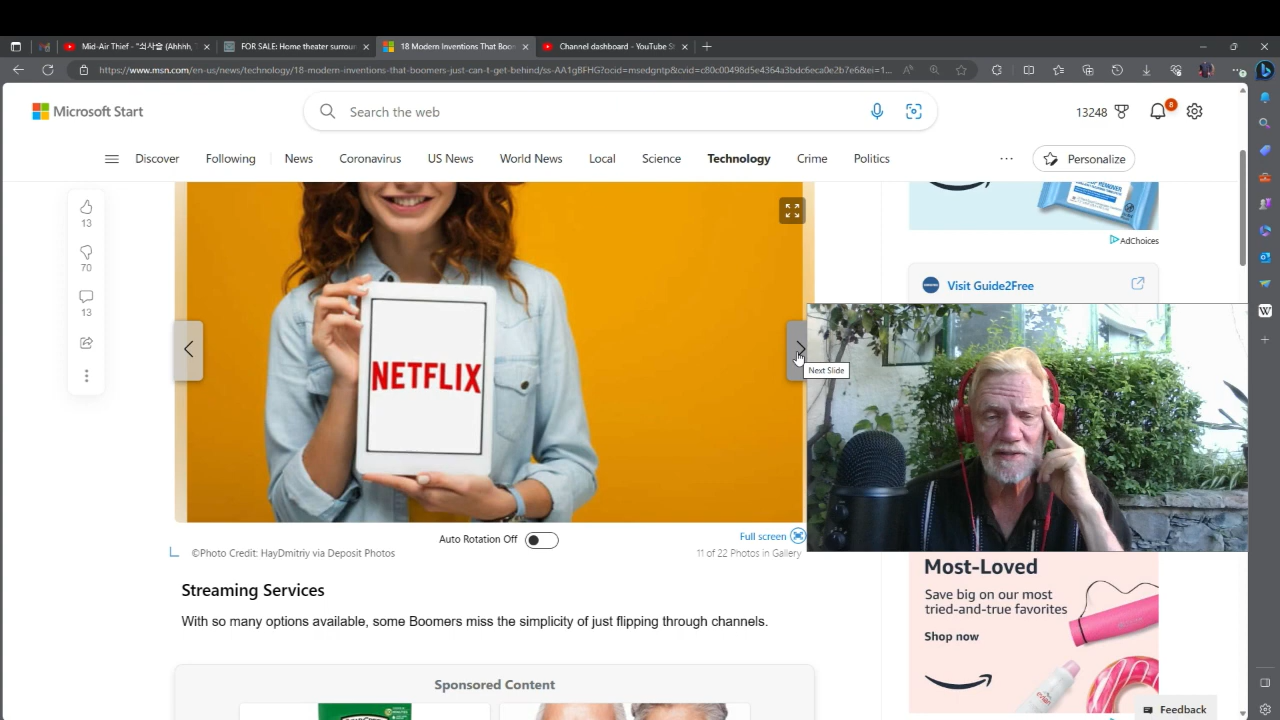 Mid-Air Thief - "쇠사슬 (Ahhhh,
FOR SALE: Home theater surrour
18 Modern Inventions That Boom
Channel dashboard - YouTube St
https://www.msn.com/en-us/news/technology/18-modern-inventions-that-boomers-just-can-t-get-behind/ss-AA1gBFHG?ocid=msedgntp&cvid=c80c00498d5e4364a3bdc6eca0e2b7e6&ei=1...
Microsoft Start
Search the web
13248
8
Discover
Following
News
Coronavirus
US News
World News
Local
Science
Technology
Crime
Politics
Personalize
13
70
13
NETFLIX
AdChoices
Visit Guide2Free
Next Slide
Auto Rotation Off
Full screen
©Photo Credit: HayDmitriy via Deposit Photos
11 of 22 Photos in Gallery
Streaming Services
With so many options available, some Boomers miss the simplicity of just flipping through channels.
Sponsored Content
Most-Loved
Save big on our most
tried-and-true favorites
Shop now
evian
Feedback
W